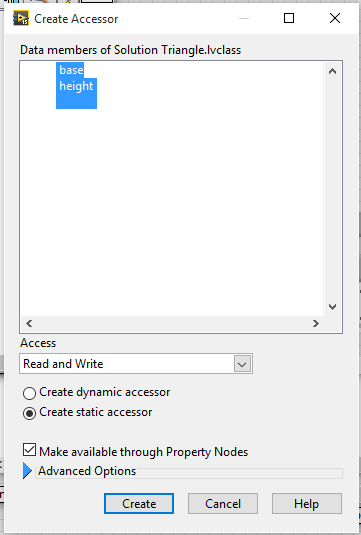 Create Accessor
Data members of Solution Triangle.lvclass
base
height
Access
Read and Write
Create dynamic accessor
Create static accessor
Make available through Property Nodes
Advanced Options
Create Cancel Help